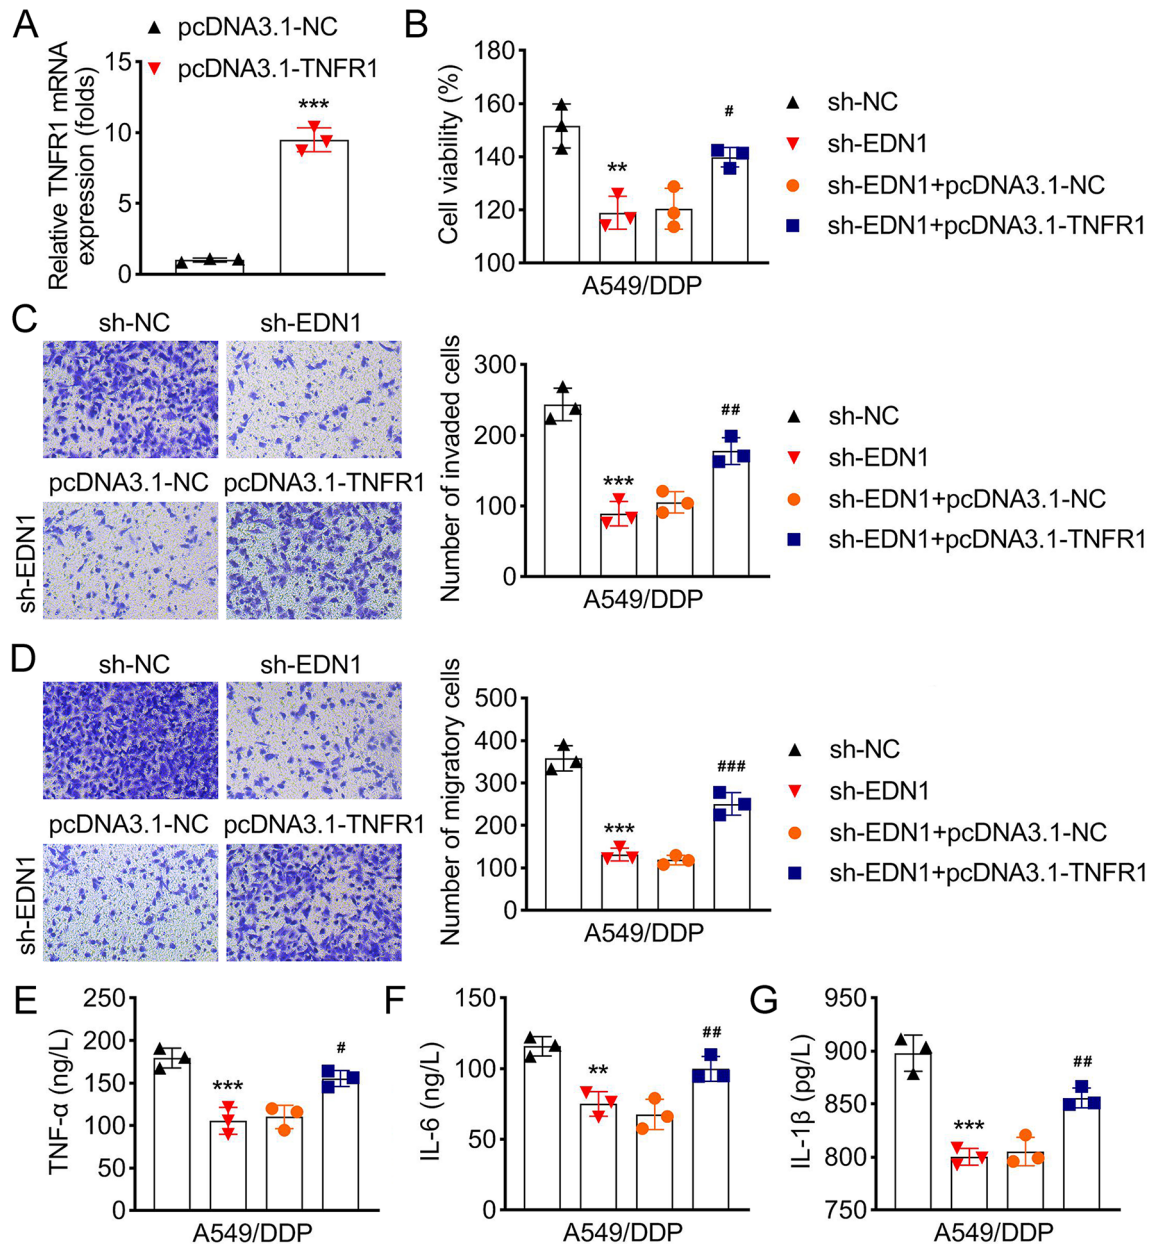 A
pcDNA3.1-NC
pcDNA3.1-TNFR1
Relative TNFR1 mRNA
expression (folds)
15
10
5
0
***
B
Cell viability (%)
180
160
140
120
100
**
#
A549/DDP
sh-NC
sh-EDN1
sh-EDN1+pcDNA3.1-NC
sh-EDN1+pcDNA3.1-TNFR1
C
sh-NC
sh-EDN1
pcDNA3.1-NC
pcDNA3.1-TNFR1
sh-EDN1
Number of invaded cells
300
200
100
0
***
##
A549/DDP
sh-NC
sh-EDN1
sh-EDN1+pcDNA3.1-NC
sh-EDN1+pcDNA3.1-TNFR1
D
sh-NC
sh-EDN1
pcDNA3.1-NC
pcDNA3.1-TNFR1
sh-EDN1
Number of migratory cells
500
400
300
200
100
0
***
###
A549/DDP
sh-NC
sh-EDN1
sh-EDN1+pcDNA3.1-NC
sh-EDN1+pcDNA3.1-TNFR1
E
TNF-α (ng/L)
250
200
150
100
50
0
***
#
A549/DDP
F
IL-6 (ng/L)
150
100
50
0
**
##
A549/DDP
G
IL-1β (pg/L)
950
900
850
800
750
***
##
A549/DDP